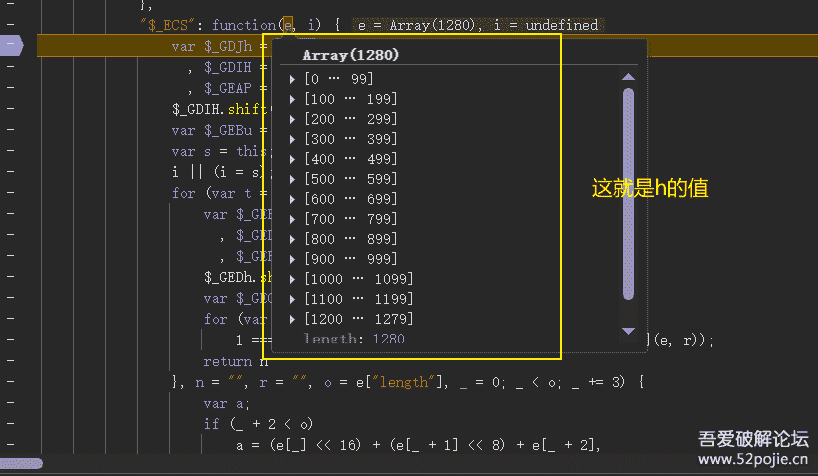 },
"$_ECS": function(e, i) { e = Array(1280), i = undefined
var $_GDJh =
, $_GDIH =
, $_GEAP =
$_GDIH.shift
var $_GEBu =
var s = this;
i || (i = s);
for (var t =
var $_GE
, $_GE
, $_GE
$_GEDh.sh
var $_GE
for (var
1 === ](e, r));
return n
}, n = "", r = "", o = e["length"], _ = 0; _ < o; _ += 3) {
var a;
if (_ + 2 < o)
a = (e[_] << 16) + (e[_ + 1] << 8) + e[_ + 2],
Array(1280)
[0 … 99]
[100 … 199]
[200 … 299]
[300 … 399]
[400 … 499]
[500 … 599]
[600 … 699]
[700 … 799]
[800 … 899]
[900 … 999]
[1000 … 1099]
[1100 … 1199]
[1200 … 1279]
length: 1280
这就是h的值
吾爱破解论坛
www.52pojie.cn